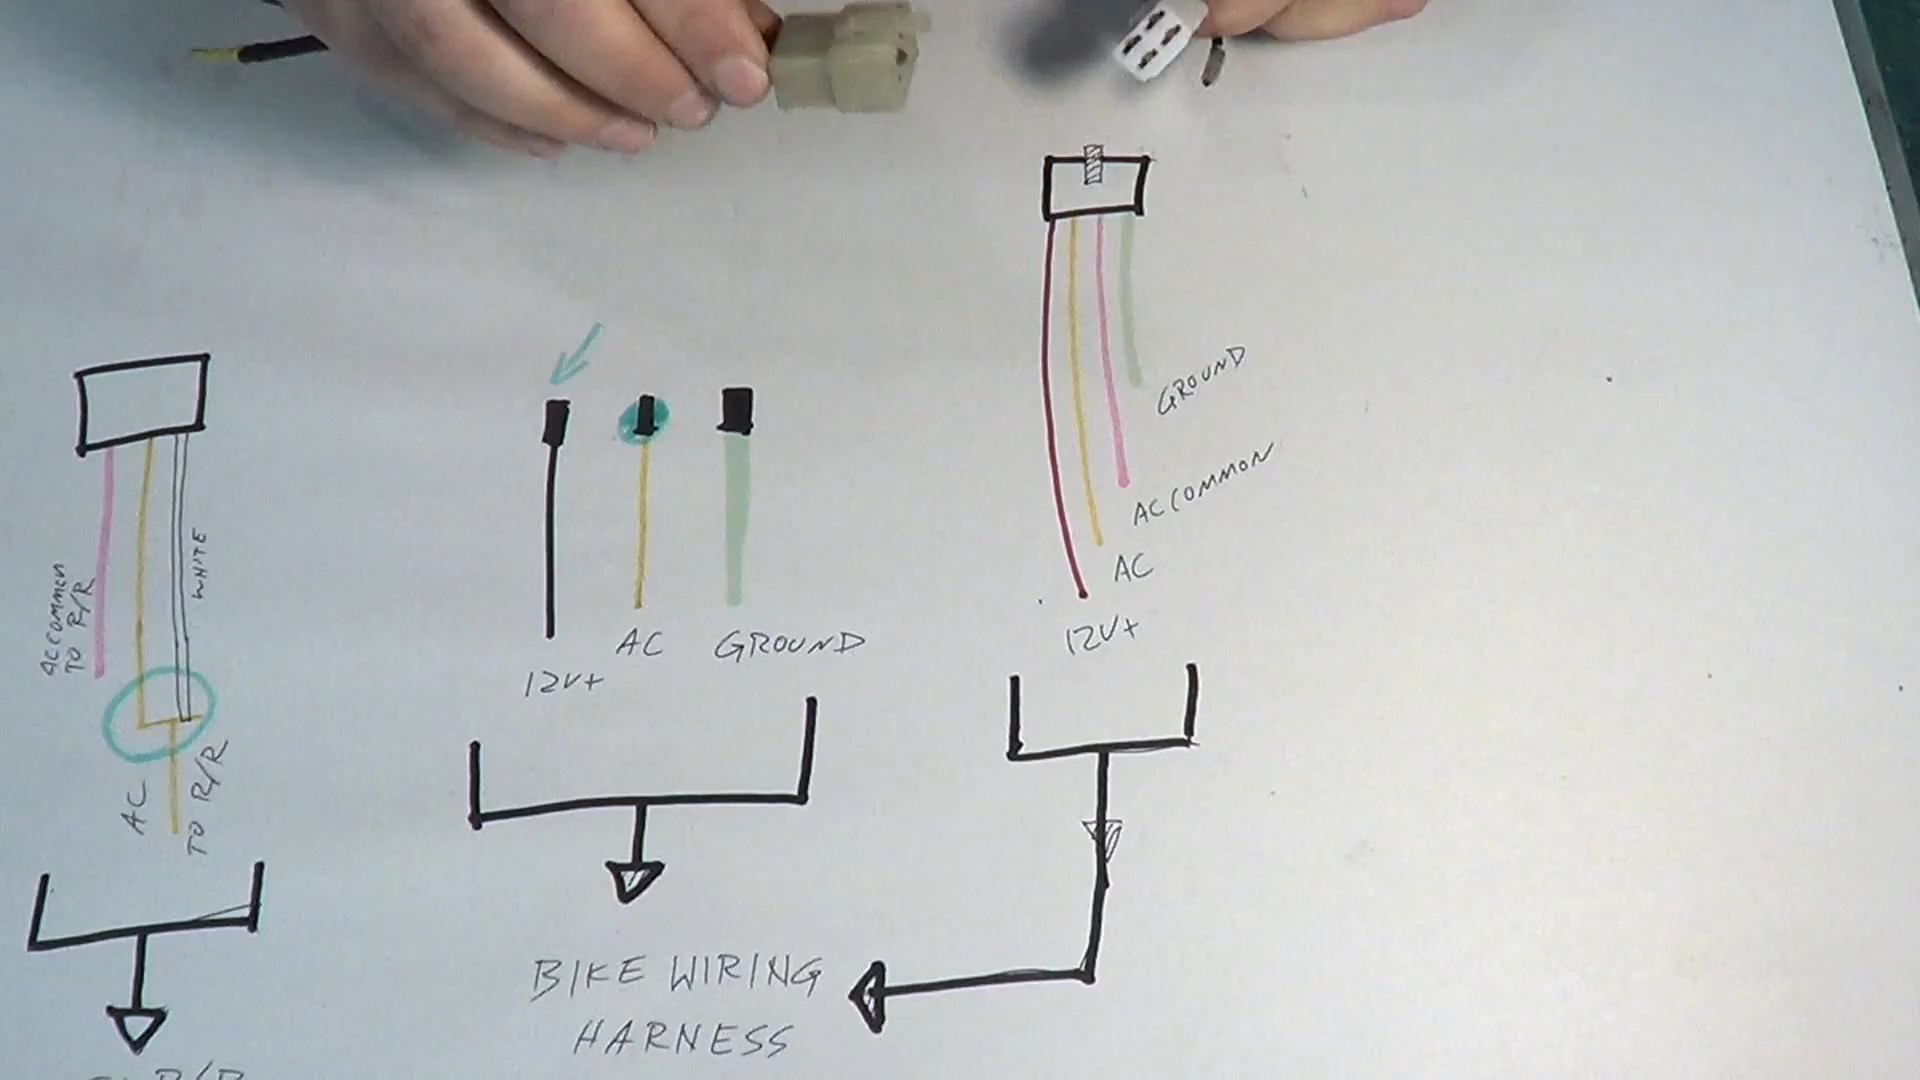 AC COMMON
TO R/R
WHITE
AC
TO R/R
12V+
AC
GROUND
BIKE WIRING
HARNESS
GROUND
AC COMMON
AC
12V+
R/R